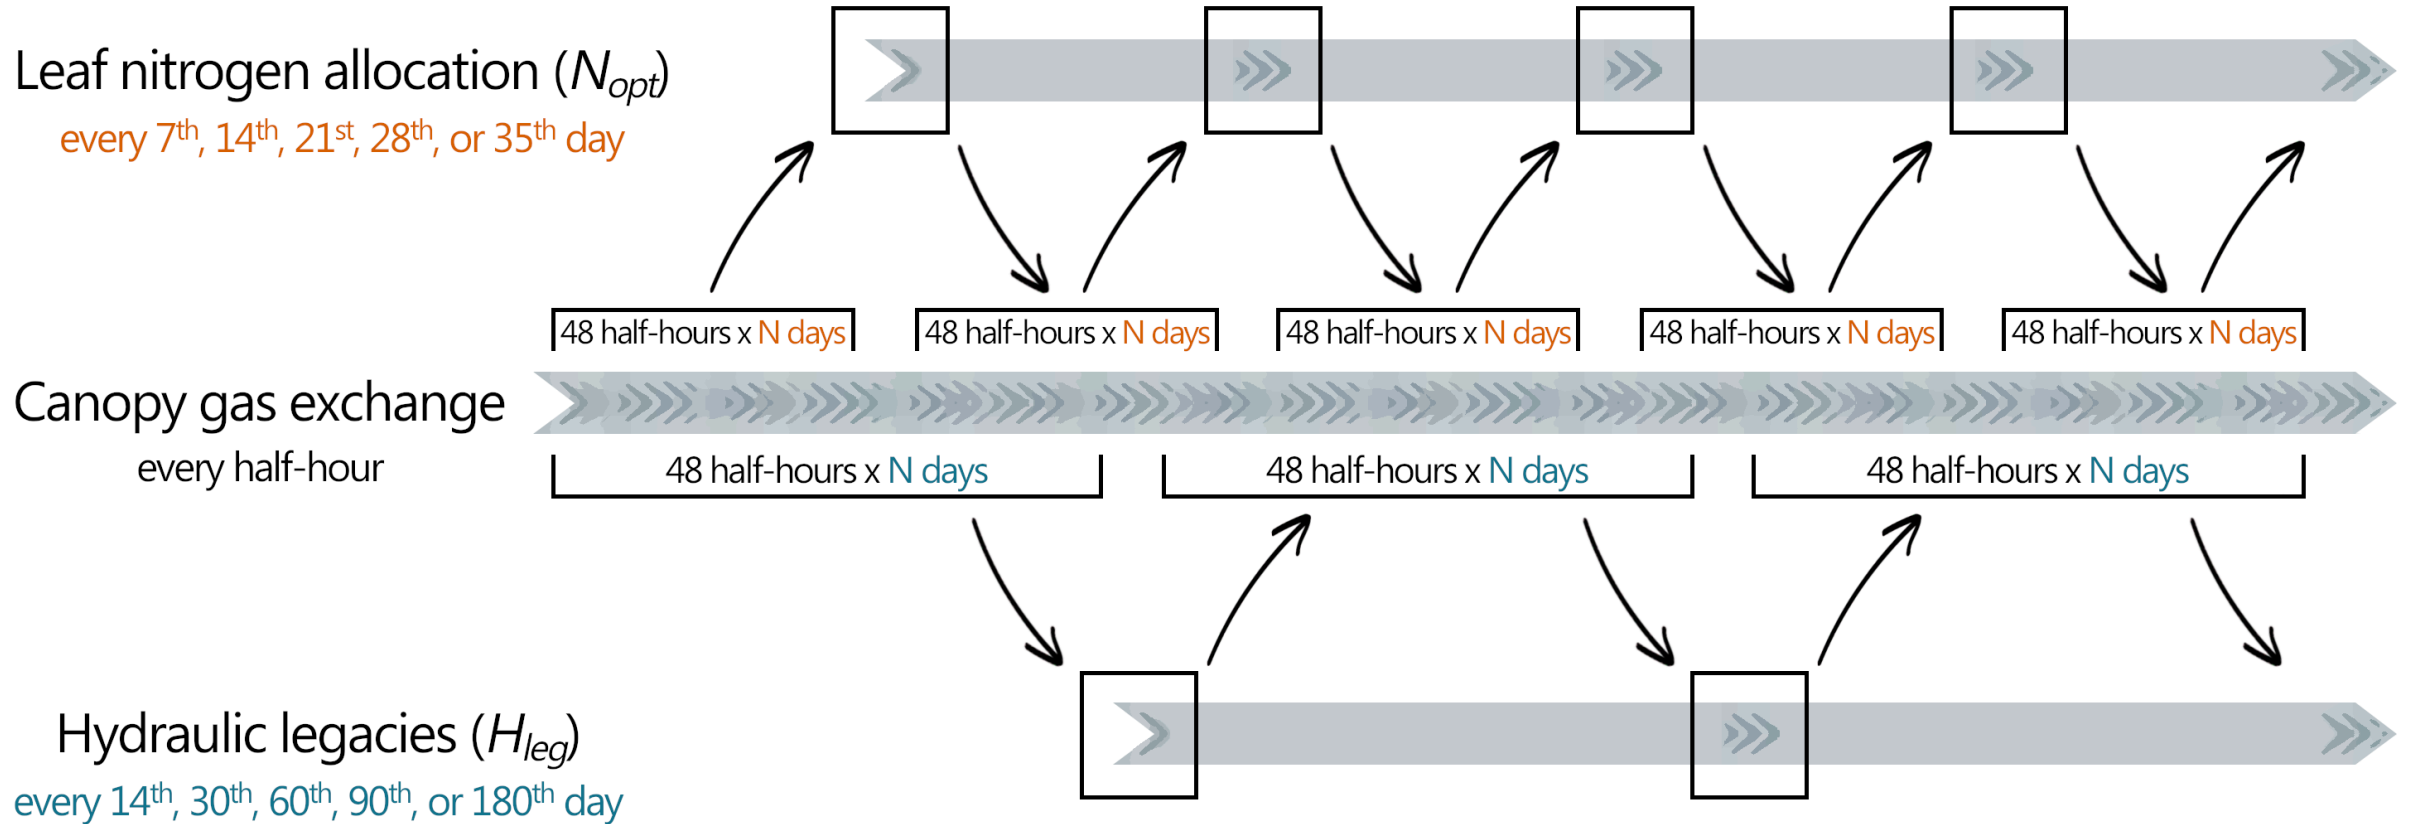 Leaf nitrogen allocation (Nopt)
every 7th, 14th, 21st, 28th, or 35th day
48 half-hours x N days
48 half-hours x N days
48 half-hours x N days
48 half-hours x N days
48 half-hours x N days
Canopy gas exchange
every half-hour
48 half-hours x N days
48 half-hours x N days
48 half-hours x N days
Hydraulic legacies (Hleg)
every 14th, 30th, 60th, 90th, or 180th day